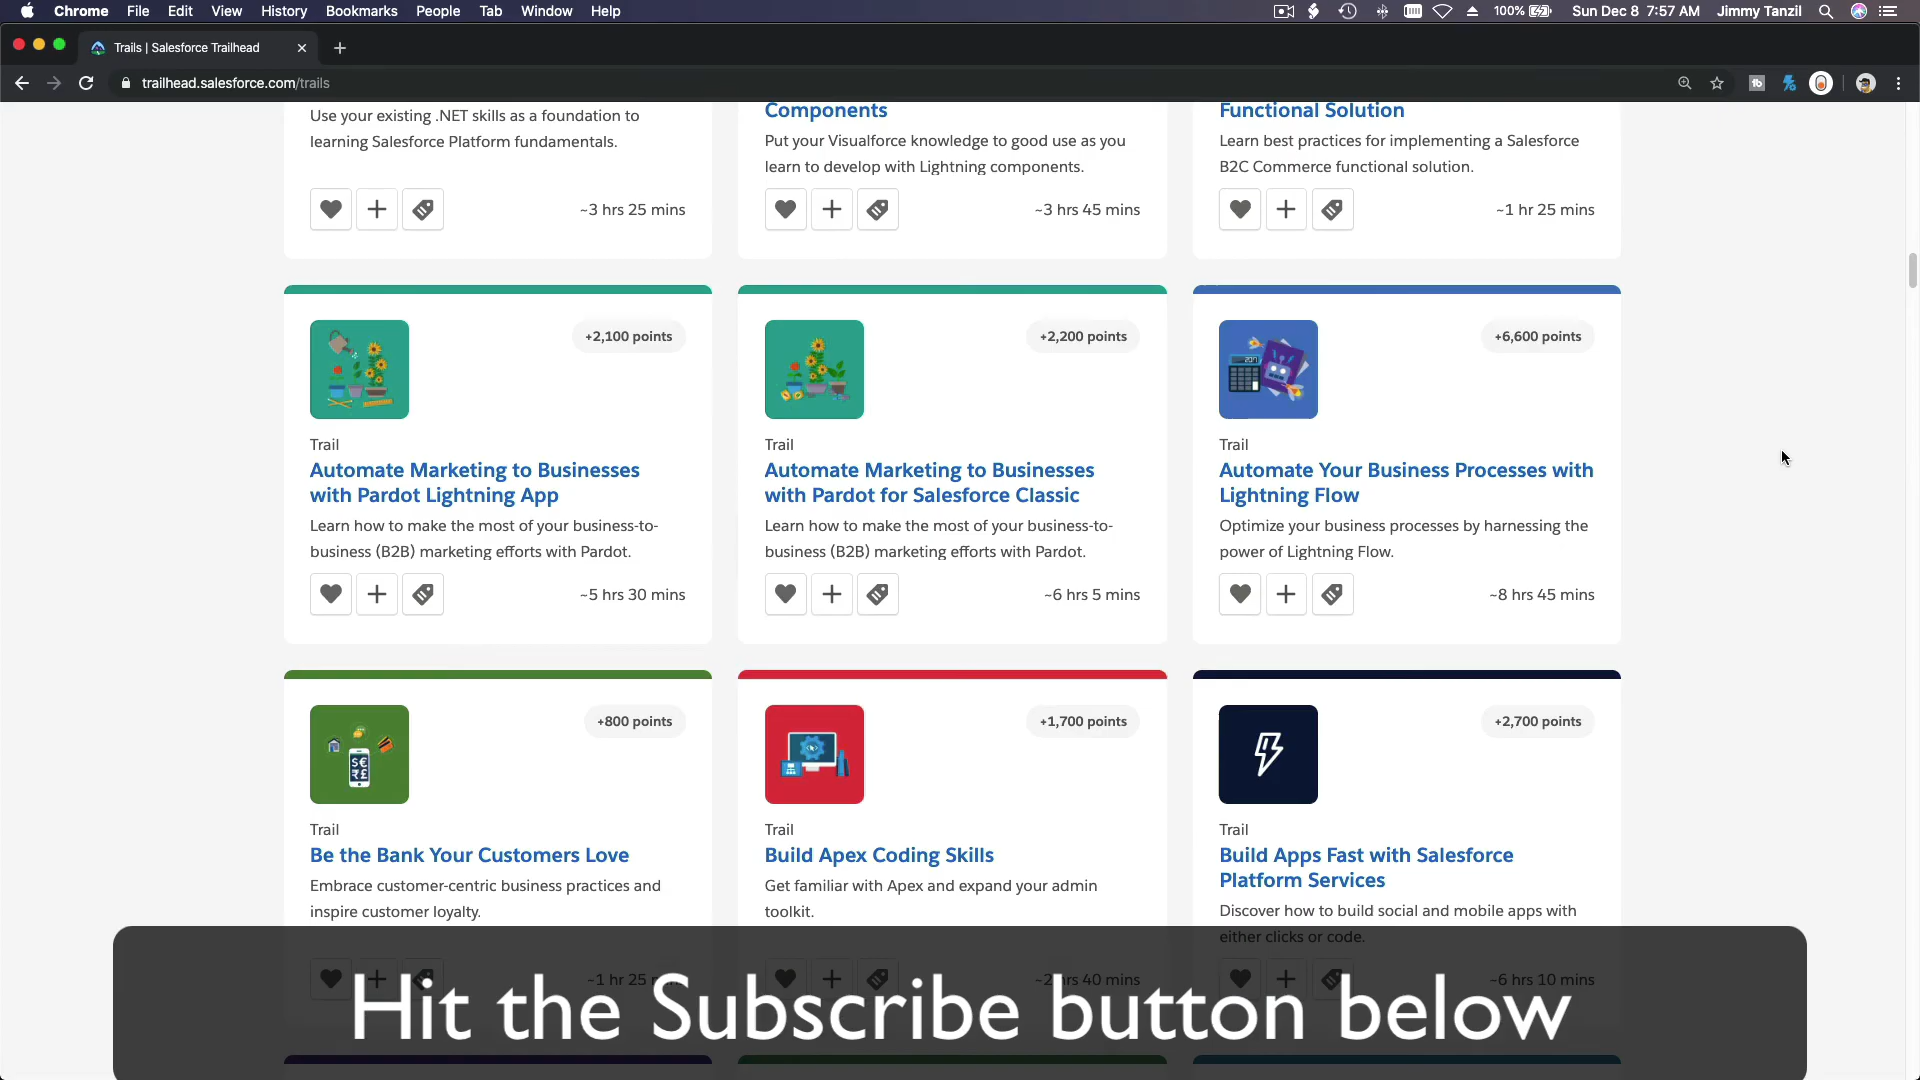 Chrome File Edit View History Bookmarks People Tab Window Help 100% Sun Dec 8 7:57 AM Jimmy Tanzil
Trails | Salesforce Trailhead
trailhead.salesforce.com/trails
Use your existing .NET skills as a foundation to
learning Salesforce Platform fundamentals.
~3 hrs 25 mins
Components
Put your Visualforce knowledge to good use as you
learn to develop with Lightning components.
~3 hrs 45 mins
Functional Solution
Learn best practices for implementing a Salesforce
B2C Commerce functional solution.
~1 hr 25 mins
+2,100 points
Trail
Automate Marketing to Businesses
with Pardot Lightning App
Learn how to make the most of your business-to-
business (B2B) marketing efforts with Pardot.
~5 hrs 30 mins
+2,200 points
Trail
Automate Marketing to Businesses
with Pardot for Salesforce Classic
Learn how to make the most of your business-to-
business (B2B) marketing efforts with Pardot.
~6 hrs 5 mins
+6,600 points
Trail
Automate Your Business Processes with
Lightning Flow
Optimize your business processes by harnessing the
power of Lightning Flow.
~8 hrs 45 mins
+800 points
Trail
Be the Bank Your Customers Love
Embrace customer-centric business practices and
inspire customer loyalty.
~1 hr 25
+1,700 points
Trail
Build Apex Coding Skills
Get familiar with Apex and expand your admin
toolkit.
hrs 40 mins
+2,700 points
Trail
Build Apps Fast with Salesforce
Platform Services
Discover how to build social and mobile apps with
either clicks or code.
~6 hrs 10 mins
Hit the Subscribe button below